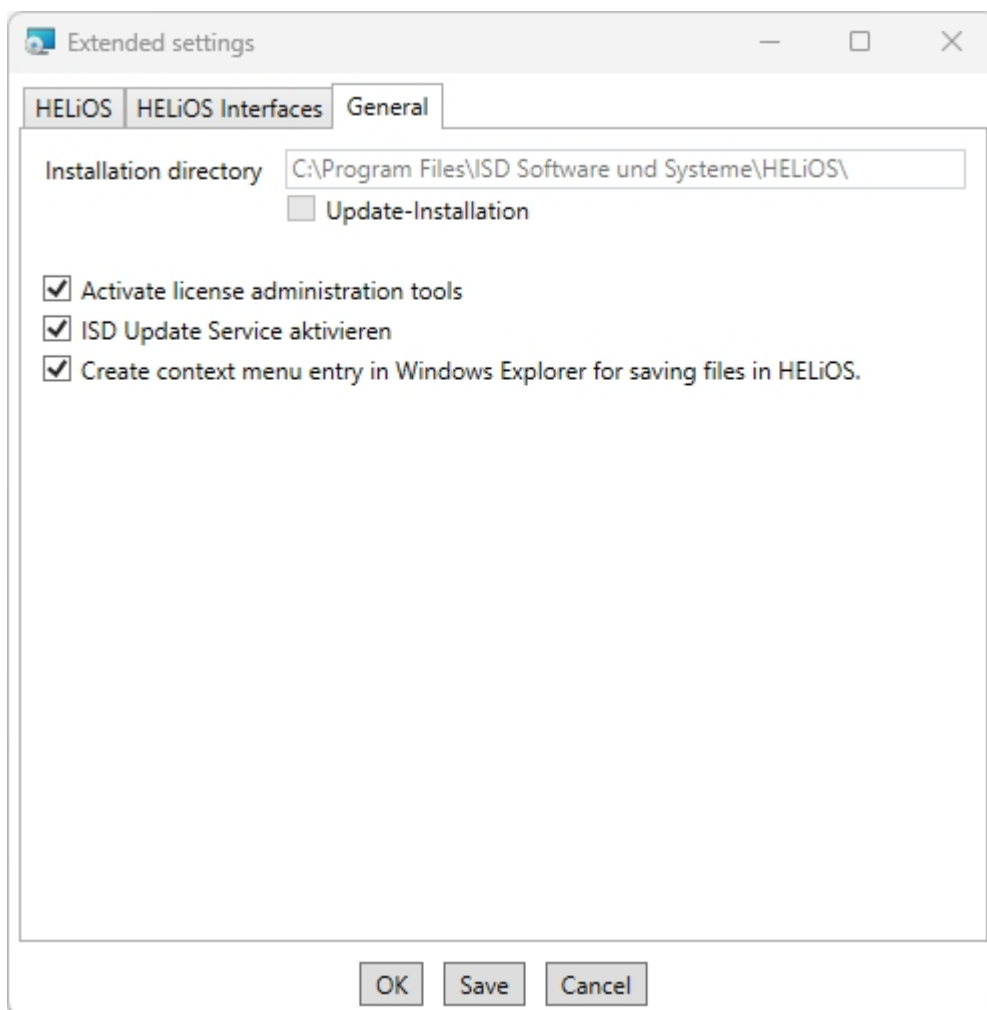 Extended settings
HELiOS HELiOS Interfaces General
Installation directory C:\Program Files\ISD Software und Systeme\HELiOS\
Update-Installation
Activate license administration tools
ISD Update Service aktivieren
Create context menu entry in Windows Explorer for saving files in HELiOS.
OK Save Cancel